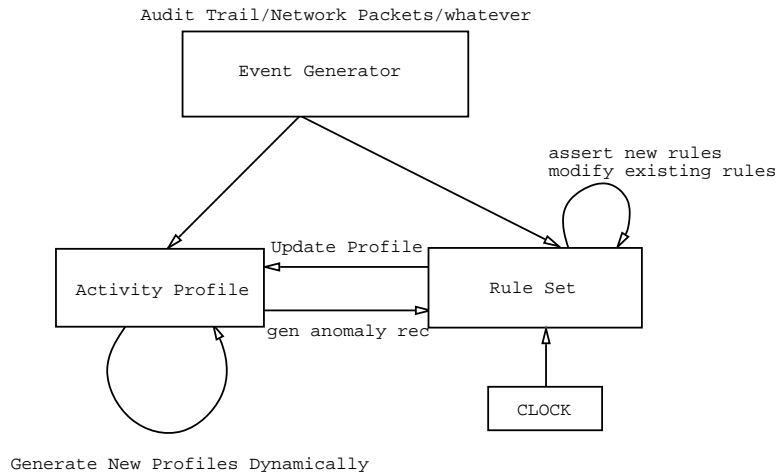 Audit Trail/Network Packets/whatever
Event Generator
assert new rules
modify existing rules
Update Profile
Activity Profile
Rule Set
gen anomaly rec
CLOCK
Generate New Profiles Dynamically